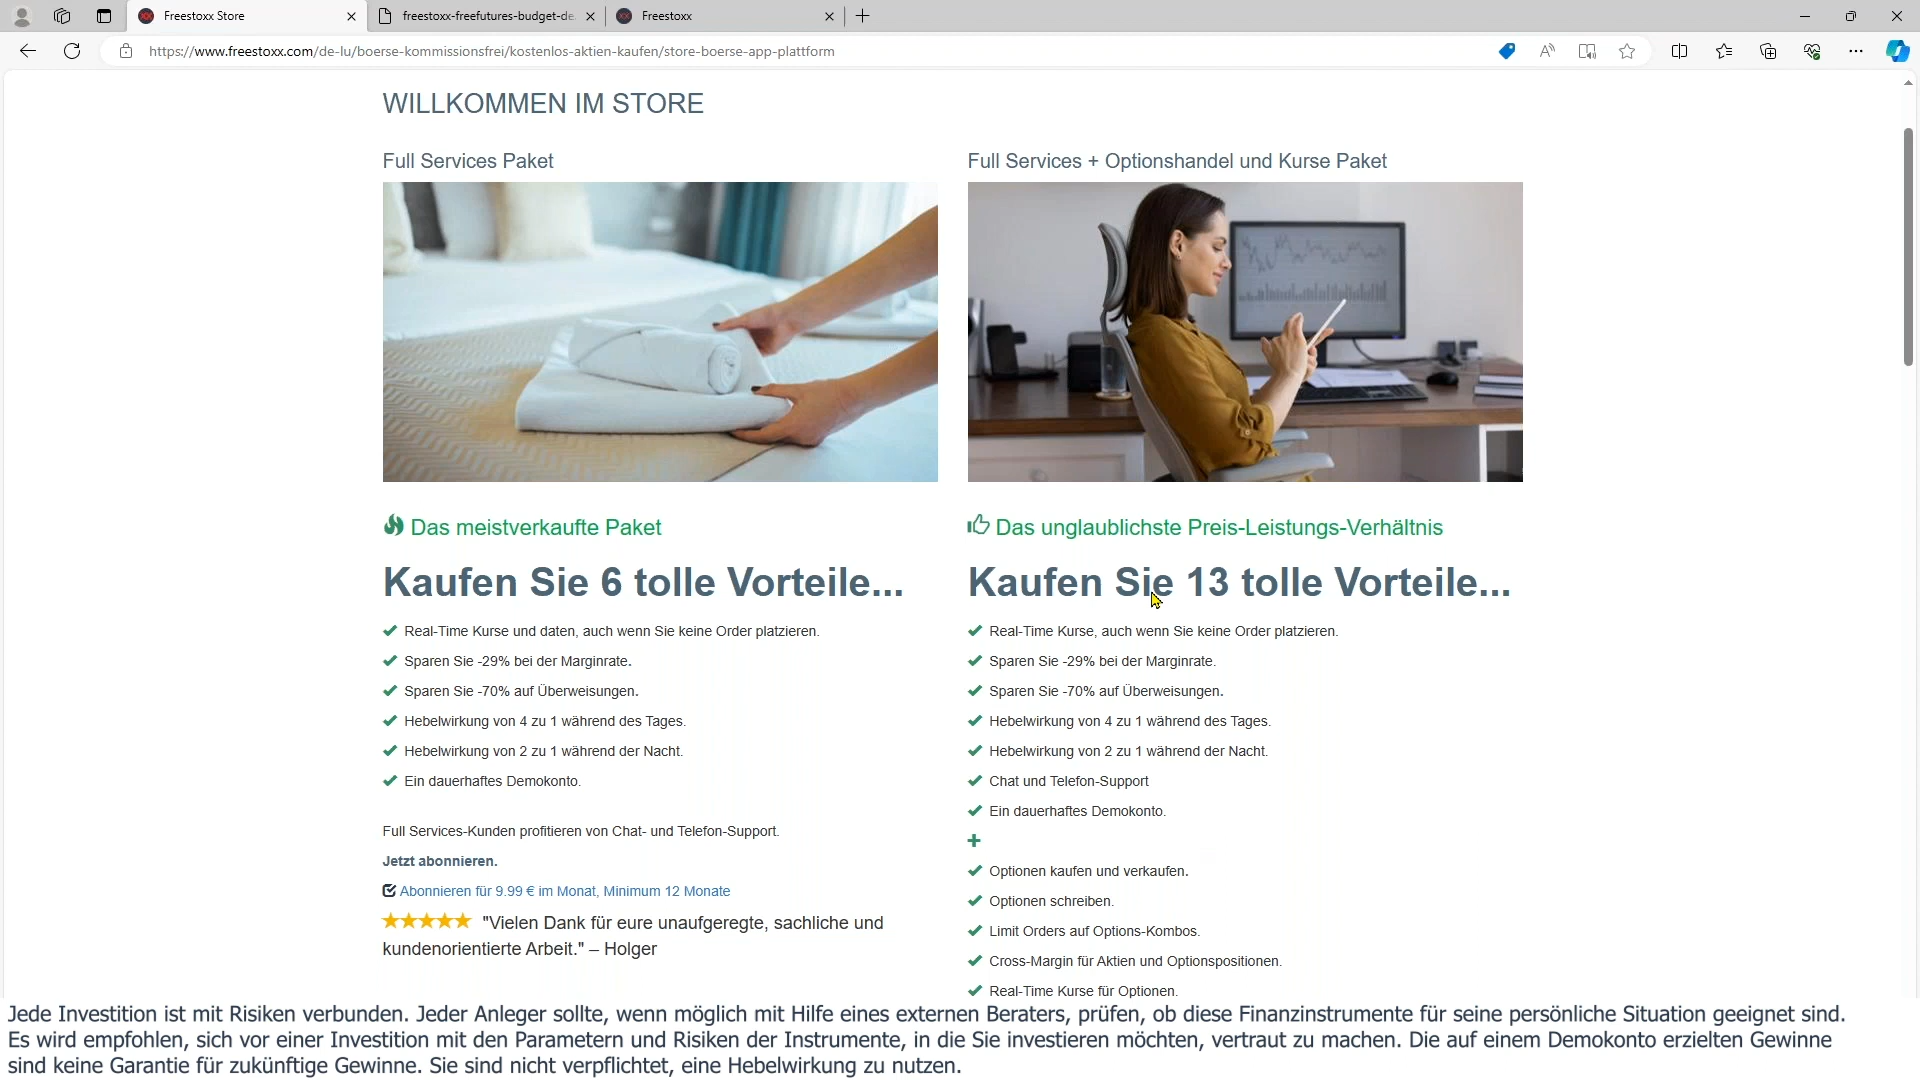 Freestoxx Store
freestoxx-freefutures-budget-de
Freestoxx
https://www.freestoxx.com/de-lu/boerse-kommissionsfrei/kostenlos-aktien-kaufen/store-boerse-app-plattform
WILLKOMMEN IM STORE
Full Services Paket
Das meistverkaufte Paket
Kaufen Sie 6 tolle Vorteile...
Real-Time Kurse und daten, auch wenn Sie keine Order platzieren.
Sparen Sie -29% bei der Marginrate.
Sparen Sie -70% auf Überweisungen.
Hebelwirkung von 4 zu 1 während des Tages.
Hebelwirkung von 2 zu 1 während der Nacht.
Ein dauerhaftes Demokonto.
Full Services-Kunden profitieren von Chat- und Telefon-Support.
Jetzt abonnieren.
Abonnieren für 9.99 € im Monat, Minimum 12 Monate
"Vielen Dank für eure unaufgeregte, sachliche und
kundenorientierte Arbeit." – Holger
Full Services + Optionshandel und Kurse Paket
Das unglaublichste Preis-Leistungs-Verhältnis
Kaufen Sie 13 tolle Vorteile...
Real-Time Kurse, auch wenn Sie keine Order platzieren.
Sparen Sie -29% bei der Marginrate.
Sparen Sie -70% auf Überweisungen.
Hebelwirkung von 4 zu 1 während des Tages.
Hebelwirkung von 2 zu 1 während der Nacht.
Chat und Telefon-Support
Ein dauerhaftes Demokonto.
+
Optionen kaufen und verkaufen.
Optionen schreiben.
Limit Orders auf Options-Kombos.
Cross-Margin für Aktien und Optionspositionen.
Real-Time Kurse für Optionen.
Jede Investition ist mit Risiken verbunden. Jeder Anleger sollte, wenn möglich mit Hilfe eines externen Beraters, prüfen, ob diese Finanzinstrumente für seine persönliche Situation geeignet sind.
Es wird empfohlen, sich vor einer Investition mit den Parametern und Risiken der Instrumente, in die Sie investieren möchten, vertraut zu machen. Die auf einem Demokonto erzielten Gewinne
sind keine Garantie für zukünftige Gewinne. Sie sind nicht verpflichtet, eine Hebelwirkung zu nutzen.